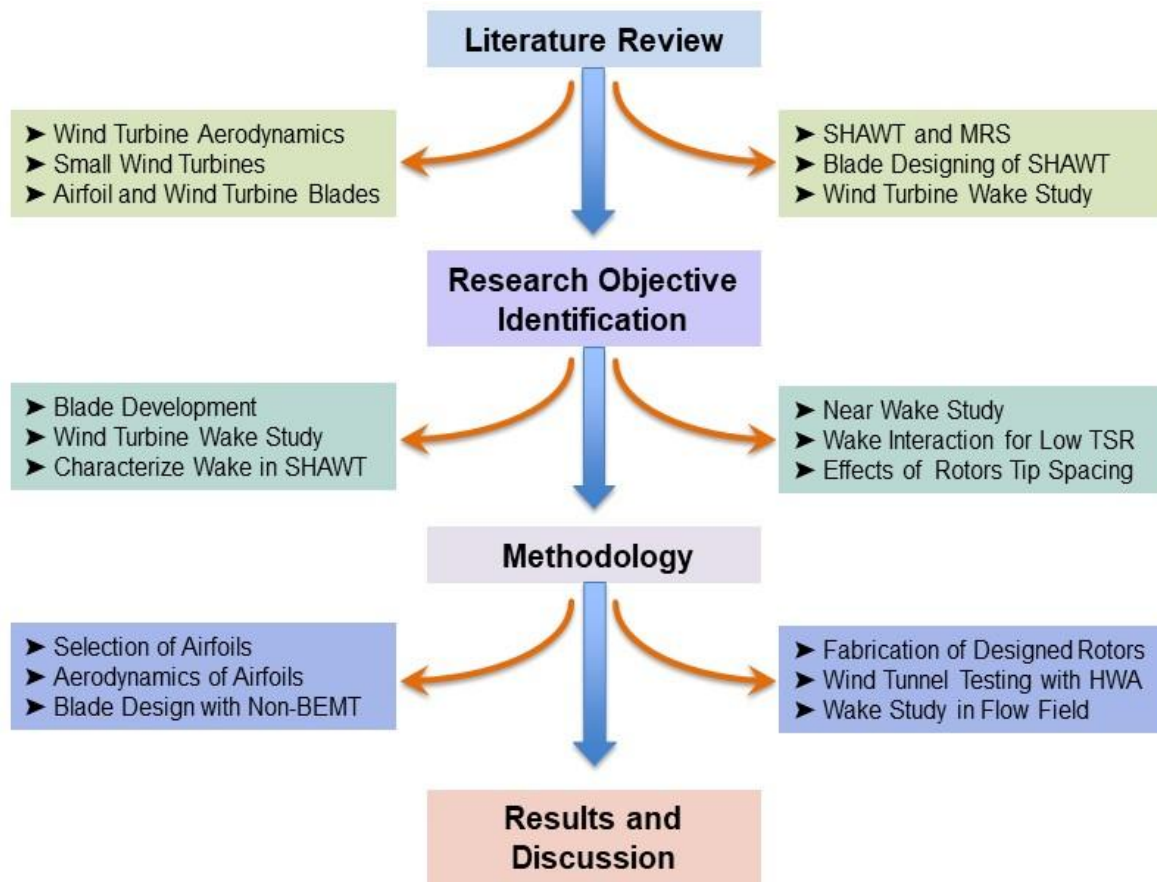 Literature Review
➤ Wind Turbine Aerodynamics
➤ Small Wind Turbines
➤ Airfoil and Wind Turbine Blades
➤ SHAWT and MRS
➤ Blade Designing of SHAWT
➤ Wind Turbine Wake Study
Research Objective
Identification
➤ Blade Development
➤ Wind Turbine Wake Study
➤ Characterize Wake in SHAWT
➤ Near Wake Study
➤ Wake Interaction for Low TSR
➤ Effects of Rotors Tip Spacing
Methodology
➤ Selection of Airfoils
➤ Aerodynamics of Airfoils
➤ Blade Design with Non-BEMT
➤ Fabrication of Designed Rotors
➤ Wind Tunnel Testing with HWA
➤ Wake Study in Flow Field
Results and
Discussion